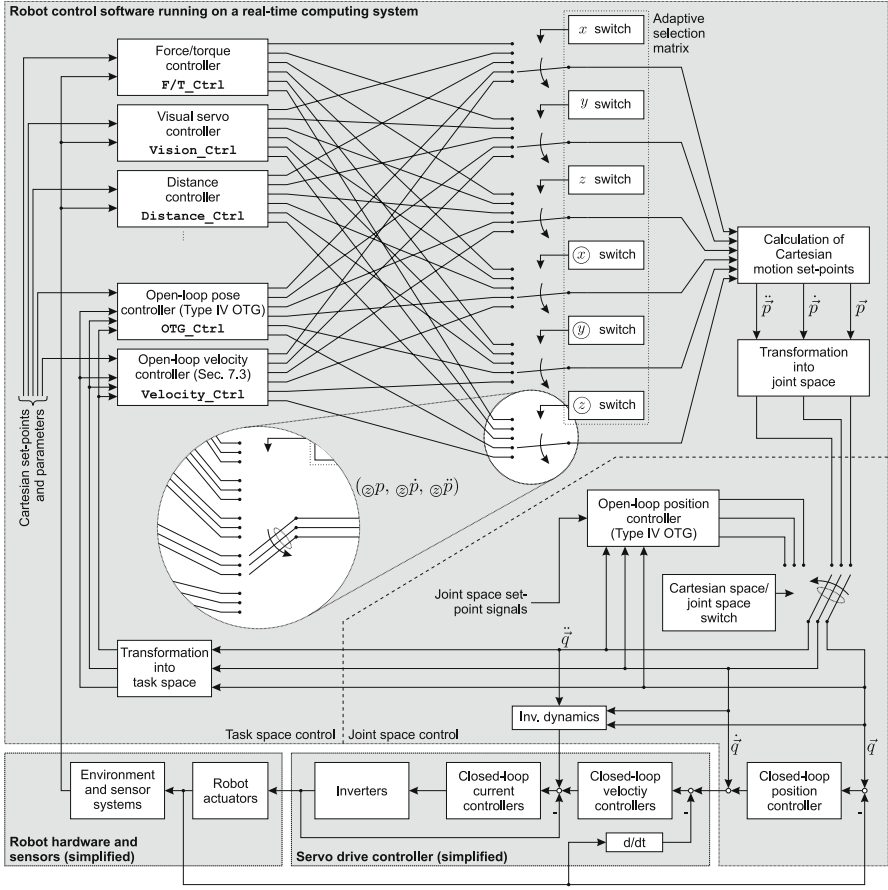 Robot control software running on a real-time computing system
Force/torque
controller
F/T_Ctrl
Visual servo
controller
Vision_Ctrl
Distance
controller
Distance_Ctrl
...
Open-loop pose
controller (Type IV OTG)
OTG_Ctrl
Open-loop velocity
controller (Sec. 7.3)
Velocity_Ctrl
Cartesian set-points
and parameters
x switch
y switch
z switch
ⓧ switch
ⓨ switch
ⓩ switch
Adaptive
selection
matrix
Calculation of
Cartesian
motion set-points
p⃗̈ p⃗̇ p⃗
Transformation
into
joint space
(ⓩp, ⓩṗ, ⓩp̈)
Open-loop position
controller
(Type IV OTG)
Joint space set-
point signals
Cartesian space/
joint space
switch
Transformation
into
task space
q⃗̈
Inv. dynamics
q⃗̇
q⃗
Task space control
Joint space control
Environment
and sensor
systems
Robot
actuators
Inverters
Closed-loop
current
controllers
Closed-loop
veloctiy
controllers
Closed-loop
position
controller
-
-
-
d/dt
Robot hardware and
sensors (simplified)
Servo drive controller (simplified)